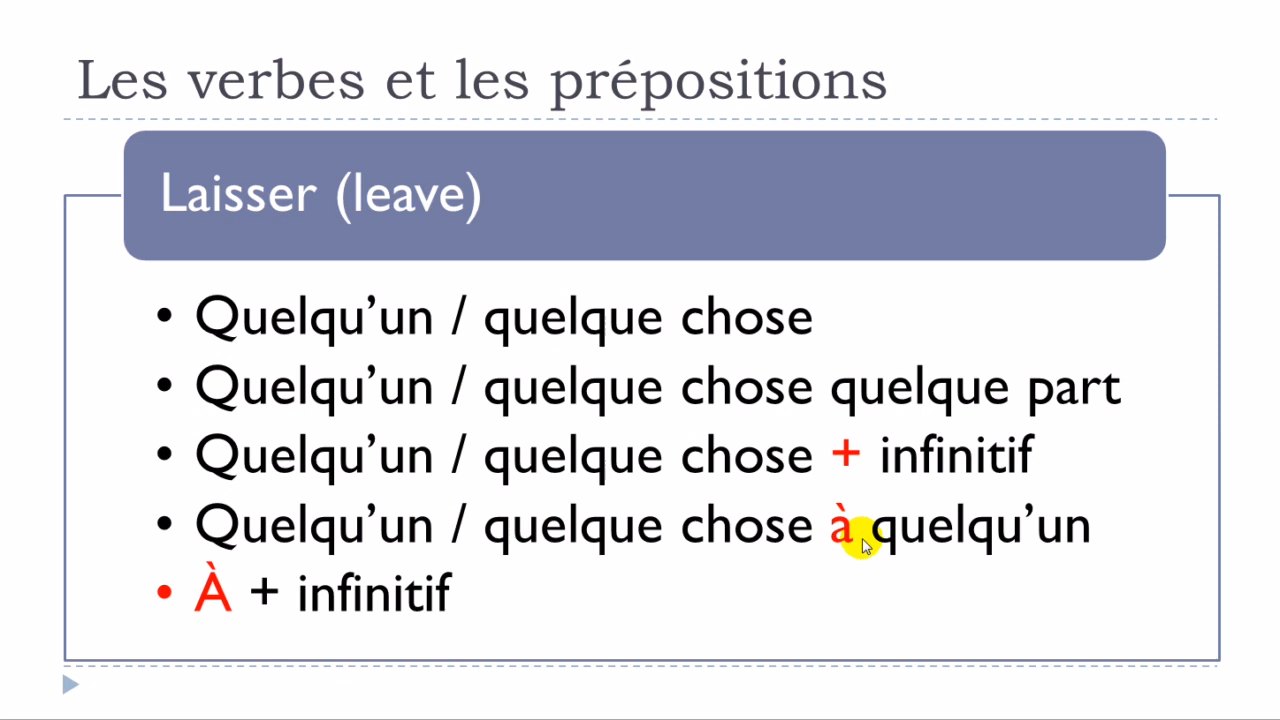 Les verbes et les prépositions
Laisser (leave)
• Quelqu’un / quelque chose
• Quelqu’un / quelque chose quelque part
• Quelqu’un / quelque chose + infinitif
• Quelqu’un / quelque chose à quelqu’un
• À + infinitif